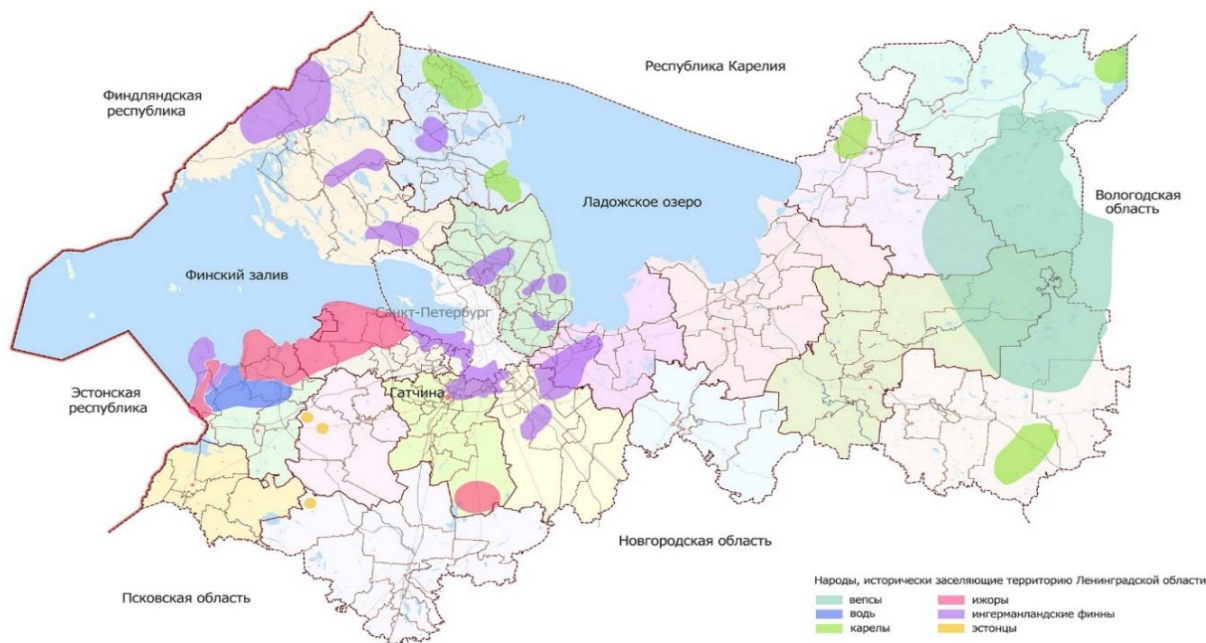 Республика Карелия
Финдляндская
республика
Вологодская
область
Ладожское озеро
Финский залив
Санкт-Петербург
Эстонская
республика
Гатчина
Новгородская область
Псковская область
Народы, исторически заселяющие территорию Ленинградской области
вепсы
водь
карелы
ижоры
ингерманландские финны
эстонцы